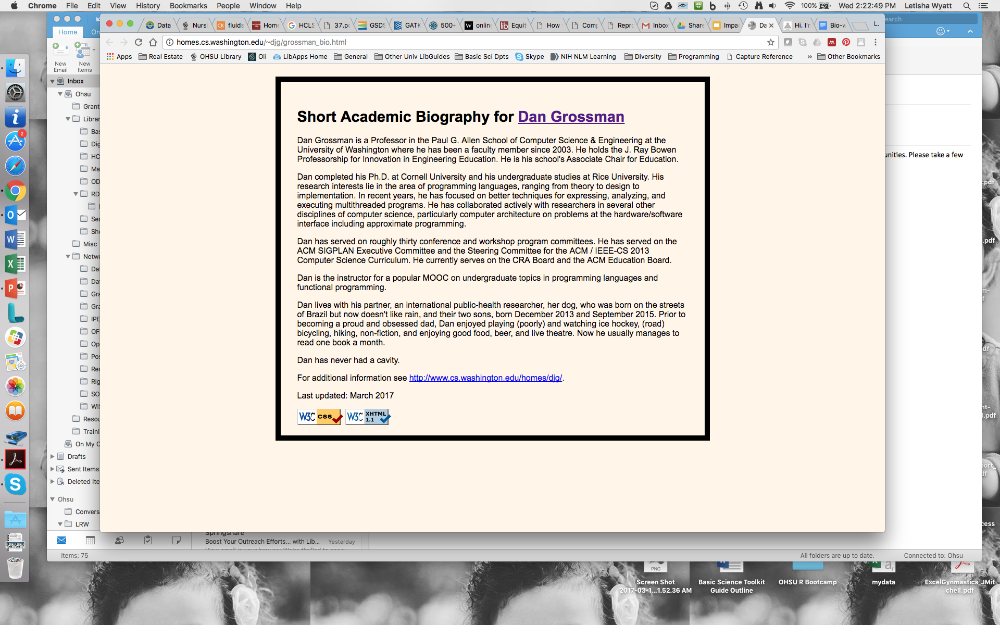 Chrome File Edit View History Bookmarks People Window Help
100% Wed 2:22:49 PM Letisha Wyatt
Data Nursi fluids Home HCLS 37.pc GSDS GATK 500+ onlin Equit How Comp Repro Inbox Share Impa Da Hi. I'm Bio-w L.
earch
Home Or
homes.cs.washington.edu/~djg/grossman_bio.html
Apps Real Estate OHSU Library Oli LibApps Home General Other Univ LibGuides Basic Sci Dpts Skype NIH NLM Learning Diversity Programming Capture Reference » Other Bookmarks
New Email
New Items
Inbox
Ohsu
Grant
Librar
Bas
Dig
HC
Ma
OD
RD
Sea
Sho
Misc
Netwo
Dat
Dat
Gra
Gra
IPE
OF
Op
Pos
Res
Rig
SO
WIS
Resou
Traini
On My C
Drafts
Sent Items
Deleted Ite
Ohsu
Convers
LRW
2
Short Academic Biography for Dan Grossman
Dan Grossman is a Professor in the Paul G. Allen School of Computer Science & Engineering at the
University of Washington where he has been a faculty member since 2003. He holds the J. Ray Bowen
Professorship for Innovation in Engineering Education. He is his school's Associate Chair for Education.
Dan completed his Ph.D. at Cornell University and his undergraduate studies at Rice University. His
research interests lie in the area of programming languages, ranging from theory to design to
implementation. In recent years, he has focused on better techniques for expressing, analyzing, and
executing multithreaded programs. He has collaborated actively with researchers in several other
disciplines of computer science, particularly computer architecture on problems at the hardware/software
interface including approximate programming.
Dan has served on roughly thirty conference and workshop program committees. He has served on the
ACM SIGPLAN Executive Committee and the Steering Committee for the ACM / IEEE-CS 2013
Computer Science Curriculum. He currently serves on the CRA Board and the ACM Education Board.
Dan is the instructor for a popular MOOC on undergraduate topics in programming languages and
functional programming.
Dan lives with his partner, an international public-health researcher, her dog, who was born on the streets
of Brazil but now doesn't like rain, and their two sons, born December 2013 and September 2015. Prior to
becoming a proud and obsessed dad, Dan enjoyed playing (poorly) and watching ice hockey, (road)
bicycling, hiking, non-fiction, and enjoying good food, beer, and live theatre. Now he usually manages to
read one book a month.
Dan has never had a cavity.
For additional information see http://www.cs.washington.edu/homes/djg/.
Last updated: March 2017
W3C CSS W3C XHTML 1.1
unities. Please take a few
Springshare
Boost Your Outreach Efforts... with Lib... Yesterday
Items: 75
All folders are up to date. Connected to: Ohsu
PNG
Screen Shot
2017-03-1...1.52.36 AM
Basic Science Toolkit
Guide Outline
OHSU R Bootcamp
mydata
ExcelGynmastics_JMit
chell.pdf